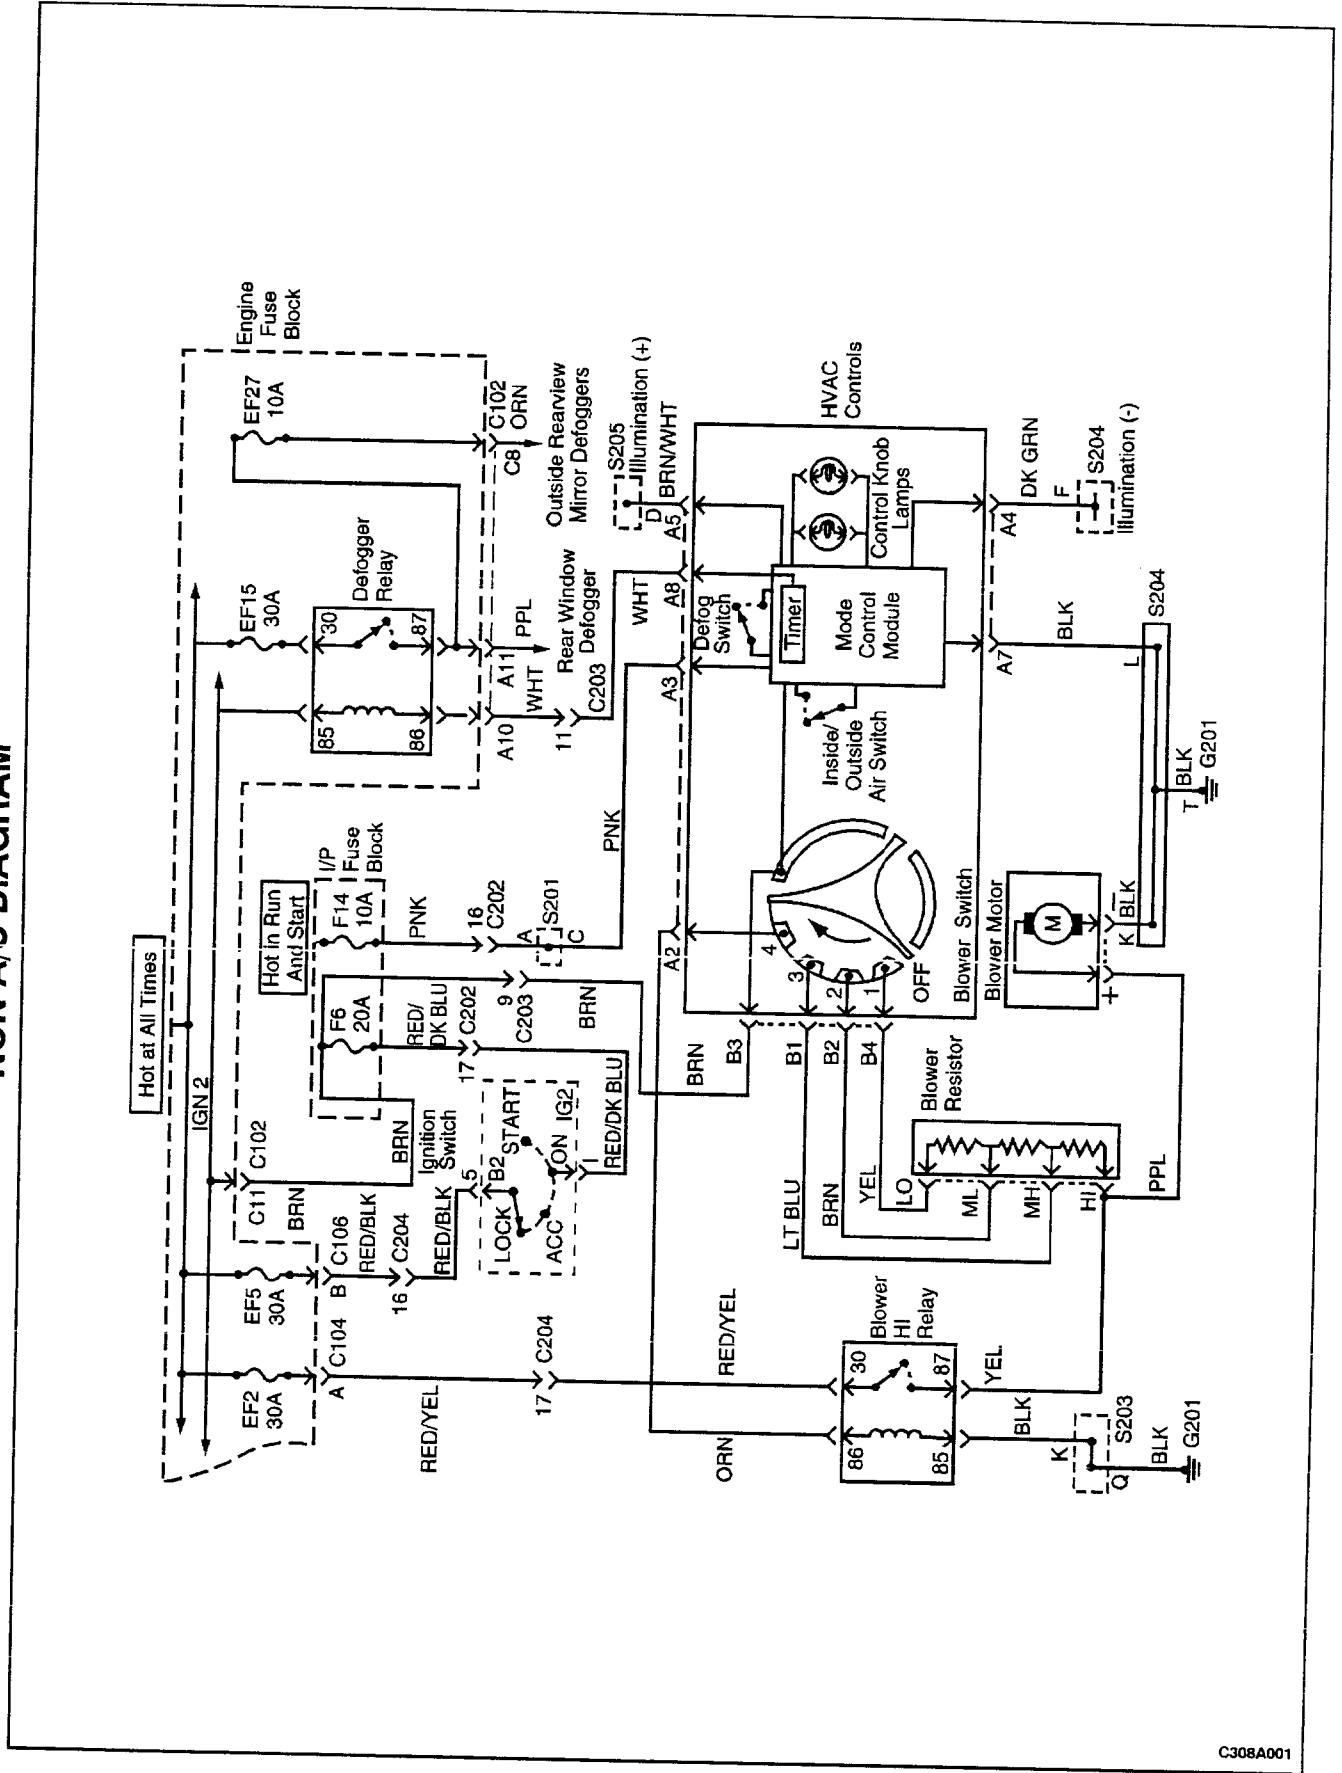 NON-A/C DIAGRAM
Hot at All Times
IGN 2
Engine
Fuse
Block
EF2
30A
EF5
30A
EF15
30A
EF27
10A
Defogger
Relay
30
87
85
86
Hot in Run
And Start
I/P
Fuse
Block
F6
20A
F14
10A
A
C104
B
C106
C11
C102
BRN
BRN
RED/YEL
RED/BLK
16
C204
RED/BLK
17
C204
Ignition
Switch
5
B2
LOCK
ACC
ON
START
IG2
I
RED/DK BLU
RED/
DK BLU
17
C202
9
C203
BRN
PNK
16
C202
A
S201
C
PNK
A10
WHT
11
C203
A11
PPL
Rear Window
Defogger
C8
C102
ORN
Outside Rearview
Mirror Defoggers
WHT
S205
Illumination (+)
D
BRN/WHT
A2
A3
A8
A5
HVAC
Controls
Defog
Switch
Timer
Mode
Control
Module
Control Knob
Lamps
Inside/
Outside
Air Switch
4
3
2
1
OFF
Blower Switch
BRN
B3
B1
B2
B4
LT BLU
BRN
YEL
Blower
Resistor
LO
ML
MH
HI
PPL
ORN
RED/YEL
Blower
HI
Relay
30
87
86
85
YEL
BLK
K
S203
Q
BLK
G201
Blower Motor
M
+
-
K
BLK
T
BLK
G201
L
S204
BLK
A7
A4
DK GRN
F
S204
Illumination (-)
C308A001